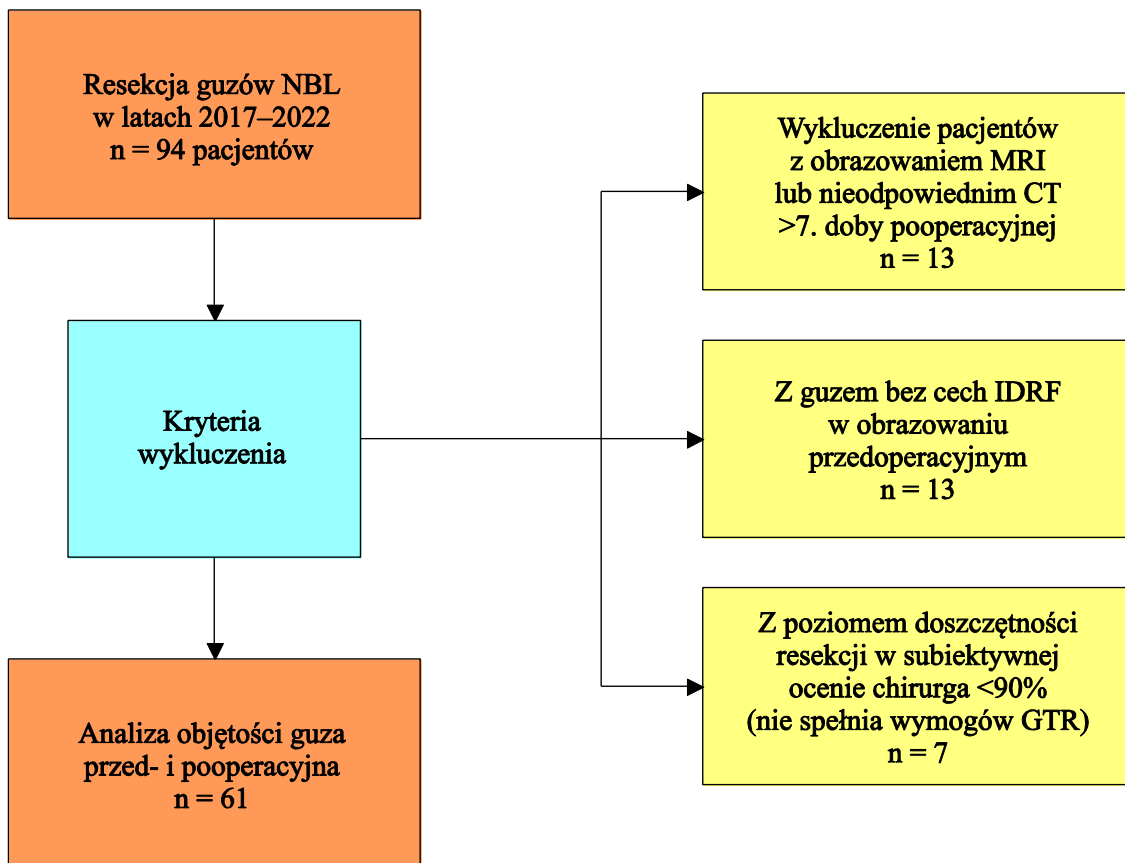 Resekcja guzów NBL
w latach 2017–2022
n = 94 pacjentów
Kryteria
wykluczenia
Analiza objętości guza
przed- i pooperacyjna
n = 61
Wykluczenie pacjentów
z obrazowaniem MRI
lub nieodpowiednim CT
>7. doby pooperacyjnej
n = 13
Z guzem bez cech IDRF
w obrazowaniu
przedoperacyjnym
n = 13
Z poziomem doszczętności
resekcji w subiektywnej
ocenie chirurga <90%
(nie spełnia wymogów GTR)
n = 7